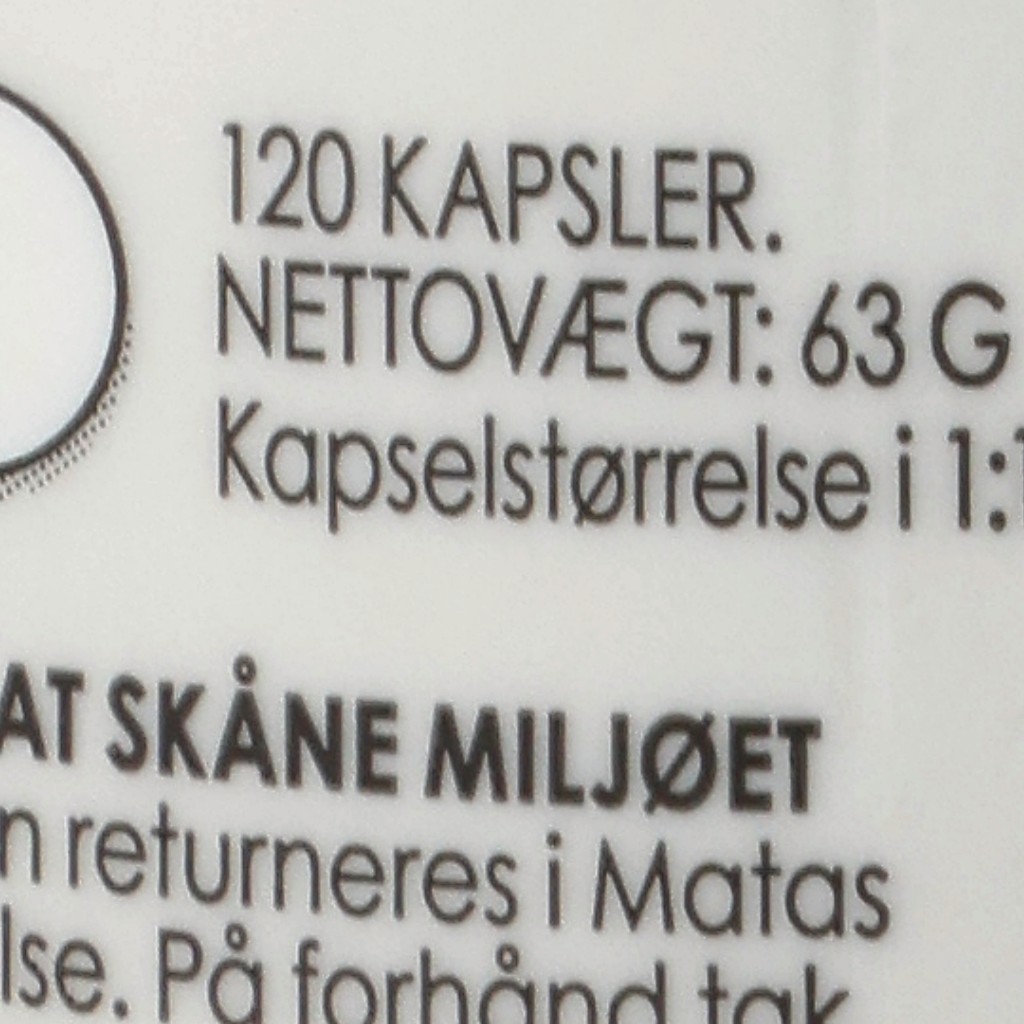 120 KAPSLER.
NETTOVÆGT: 63 G
Kapselstørrelse i 1:1
AT SKÅNE MILJØET
n returneres i Matas
lse. På forhånd tak